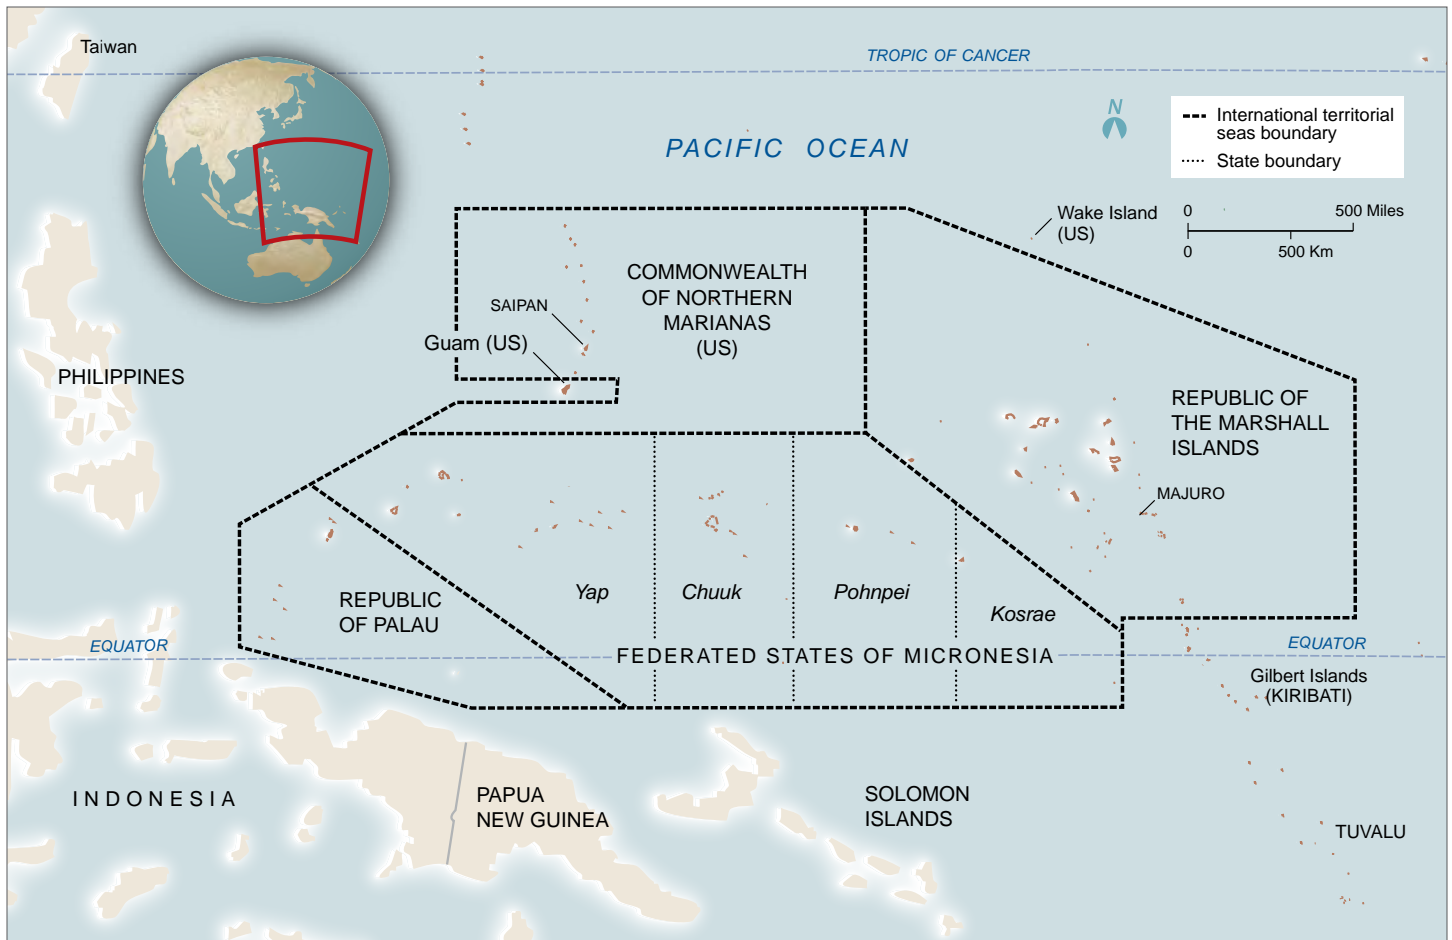 Taiwan
TROPIC OF CANCER
N
International territorial
seas boundary
State boundary
PACIFIC OCEAN
0
500 Miles
0
500 Km
Wake Island
(US)
COMMONWEALTH
OF NORTHERN
MARIANAS
(US)
SAIPAN
Guam (US)
PHILIPPINES
REPUBLIC OF
THE MARSHALL
ISLANDS
MAJURO
Yap
Chuuk
Pohnpei
Kosrae
REPUBLIC
OF PALAU
EQUATOR
EQUATOR
FEDERATED STATES OF MICRONESIA
Gilbert Islands
(KIRIBATI)
INDONESIA
PAPUA
NEW GUINEA
SOLOMON
ISLANDS
TUVALU